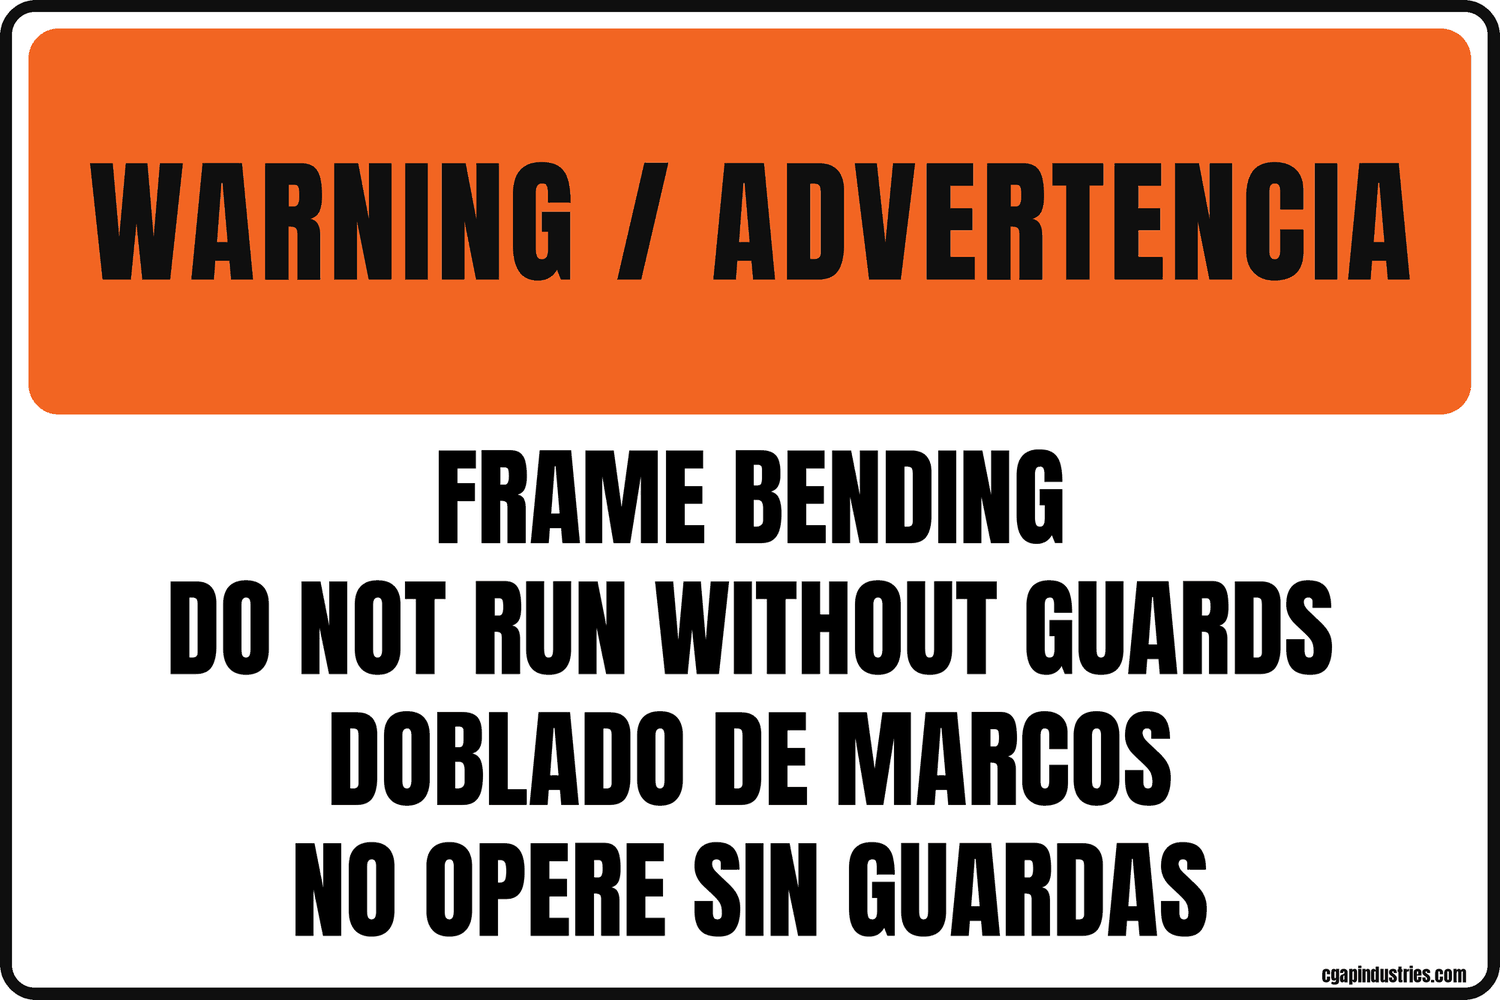 WARNING / ADVERTENCIA
FRAME BENDING
DO NOT RUN WITHOUT GUARDS
DOBLADO DE MARCOS
NO OPERE SIN GUARDAS
cgapindustries.com